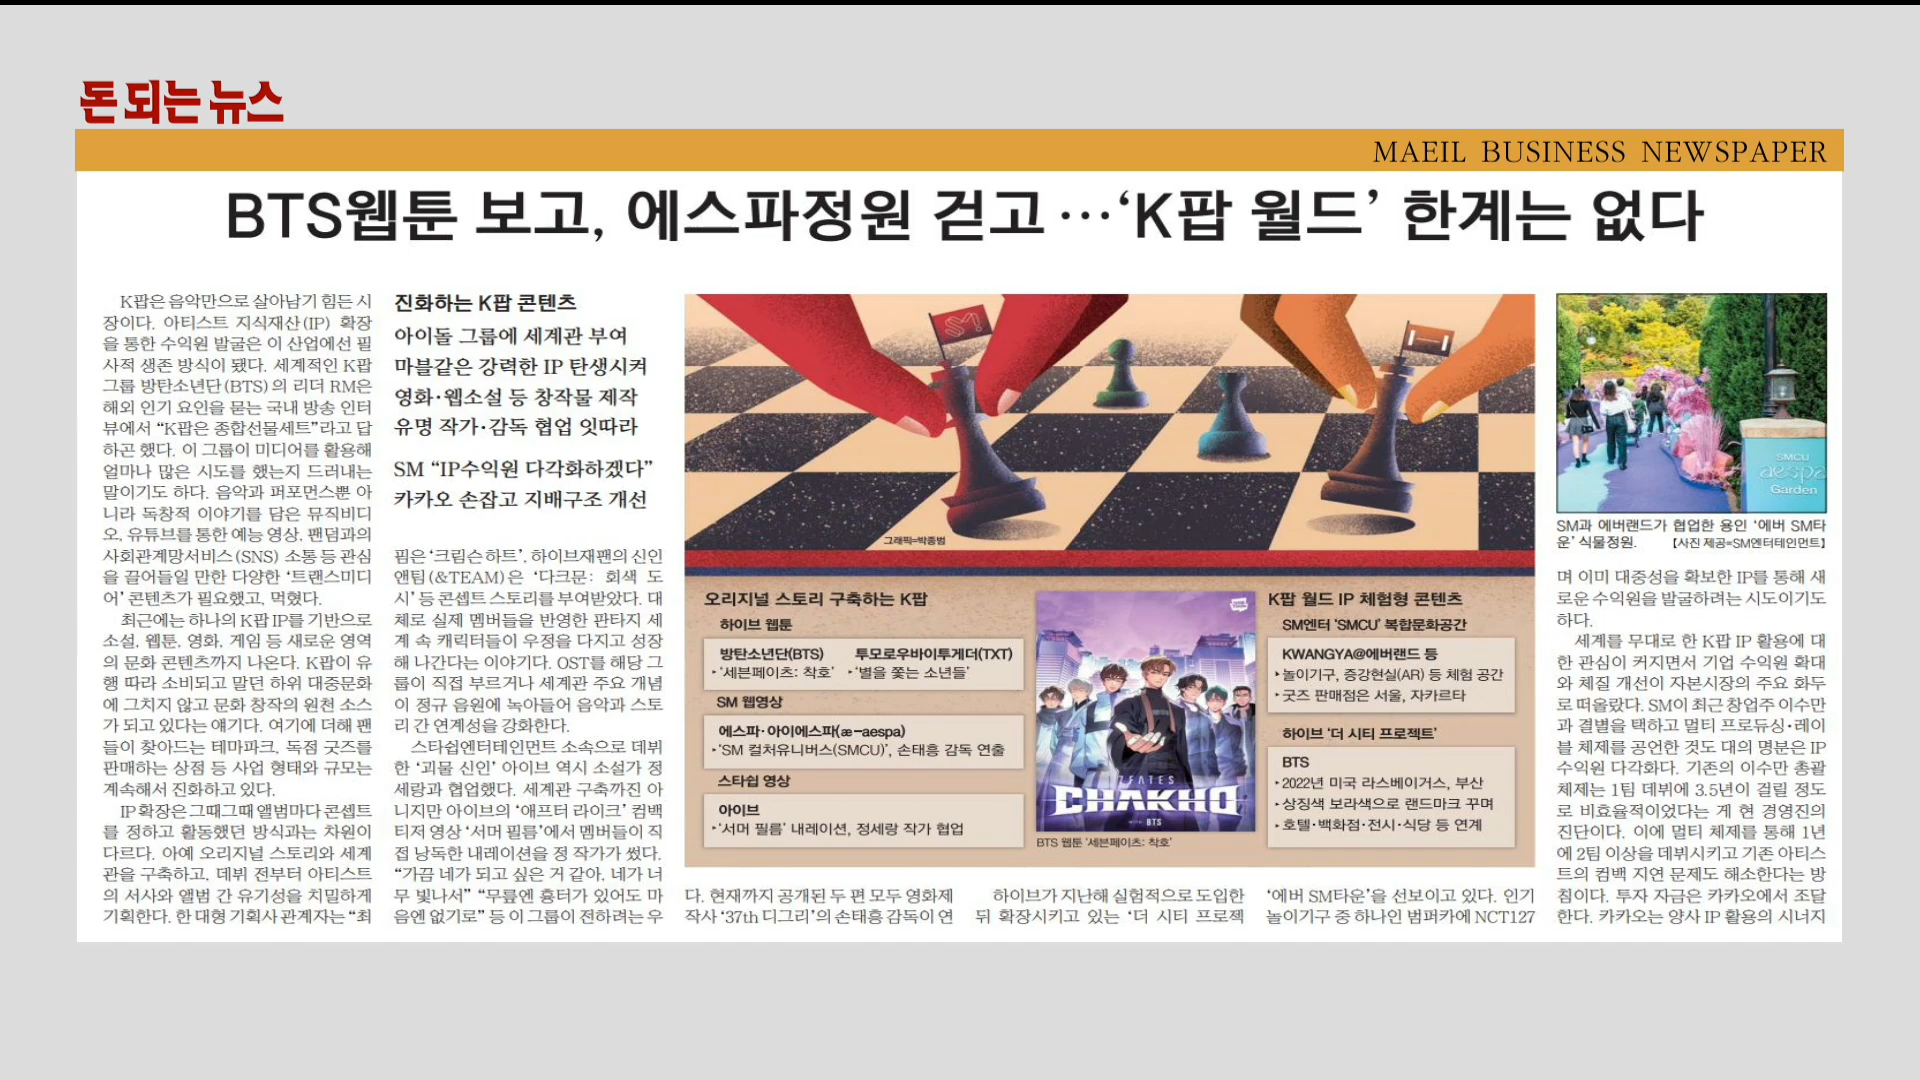 돈 되는 뉴스
MAEIL BUSINESS NEWSPAPER
BTS웹툰 보고, 에스파정원 걷고…‘K팝 월드’ 한계는 없다
K팝은 음악만으로 살아남기 힘든 시
장이다. 아티스트 지식재산(IP) 확장
을 통한 수익원 발굴은 이 산업에선 필
사적 생존 방식이 됐다. 세계적인 K팝
그룹 방탄소년단(BTS)의 리더 RM은
해외 인기 요인을 묻는 국내 방송 인터
뷰에서 “K팝은 종합선물세트”라고 답
하곤 했다. 이 그룹이 미디어를 활용해
얼마나 많은 시도를 했는지 드러내는
말이기도 하다. 음악과 퍼포먼스뿐 아
니라 독창적 이야기를 담은 뮤직비디
오, 유튜브를 통한 예능 영상, 팬덤과의
사회관계망서비스(SNS) 소통 등 관심
을 끌어들일 만한 다양한 ‘트랜스미디
어’ 콘텐츠가 필요했고, 먹혔다.
최근에는 하나의 K팝 IP를 기반으로
소설, 웹툰, 영화, 게임 등 새로운 영역
의 문화 콘텐츠까지 나온다. K팝이 유
행 따라 소비되고 말던 하위 대중문화
에 그치지 않고 문화 창작의 원천 소스
가 되고 있다는 얘기다. 여기에 더해 팬
들이 찾아드는 테마파크, 독점 굿즈를
판매하는 상점 등 사업 형태와 규모는
계속해서 진화하고 있다.
IP 확장은 그때그때 앨범마다 콘셉트
를 정하고 활동했던 방식과는 차원이
다르다. 아예 오리지널 스토리와 세계
관을 구축하고, 데뷔 전부터 아티스트
의 서사와 앨범 간 유기성을 치밀하게
기획한다. 한 대형 기획사 관계자는 “최
진화하는 K팝 콘텐츠
아이돌 그룹에 세계관 부여
마블같은 강력한 IP 탄생시켜
영화·웹소설 등 창작물 제작
유명 작가·감독 협업 잇따라
SM “IP수익원 다각화하겠다”
카카오 손잡고 지배구조 개선
핌은 ‘크림슨 하트’, 하이브재팬의 신인
앤팀(&TEAM)은 ‘다크문: 회색 도
시’ 등 콘셉트 스토리를 부여받았다. 대
체로 실제 멤버들을 반영한 판타지 세
계 속 캐릭터들이 우정을 다지고 성장
해 나간다는 이야기다. OST를 해당 그
룹이 직접 부르거나 세계관 주요 개념
이 정규 음원에 녹아들어 음악과 스토
리 간 연계성을 강화한다.
스타쉽엔터테인먼트 소속으로 데뷔
한 ‘괴물 신인’ 아이브 역시 소설가 정
세랑과 협업했다. 세계관 구축까진 아
니지만 아이브의 ‘애프터 라이크’ 컴백
티저 영상 ‘서머 필름’에서 멤버들이 직
접 낭독한 내레이션을 정 작가가 썼다.
“가끔 네가 되고 싶은 거 같아, 네가 너
무 빛나서” “무릎엔 흉터가 있어도 마
음엔 없기로” 등 이 그룹이 전하려는 우
SM!
그래픽=박종범
오리지널 스토리 구축하는 K팝
하이브 웹툰
방탄소년단(BTS) 투모로우바이투게더(TXT)
‘세븐페이츠: 착호’ ‘별을 쫓는 소년들’
SM 웹영상
에스파·아이에스파(æ-aespa)
‘SM 컬처유니버스(SMCU)’, 손태흥 감독 연출
스타쉽 영상
아이브
‘서머 필름’ 내레이션, 정세랑 작가 협업
7FATES
CHAKHO
WITH BTS
BTS 웹툰 ‘세븐페이츠: 착호’
K팝 월드 IP 체험형 콘텐츠
SM엔터 ‘SMCU’ 복합문화공간
KWANGYA@에버랜드 등
놀이기구, 증강현실(AR) 등 체험 공간
굿즈 판매점은 서울, 자카르타
하이브 ‘더 시티 프로젝트’
BTS
2022년 미국 라스베이거스, 부산
상징색 보라색으로 랜드마크 꾸며
호텔·백화점·전시·식당 등 연계
다. 현재까지 공개된 두 편 모두 영화제
작사 ‘37th 디그리’의 손태흥 감독이 연
하이브가 지난해 실험적으로 도입한
뒤 확장시키고 있는 ‘더 시티 프로젝
‘에버 SM타운’을 선보이고 있다. 인기
놀이기구 중 하나인 범퍼카에 NCT127
SMCU
aespa
Garden
SM과 에버랜드가 협업한 용인 ‘에버 SM타
운’ 식물정원. 【사진 제공=SM엔터테인먼트】
며 이미 대중성을 확보한 IP를 통해 새
로운 수익원을 발굴하려는 시도이기도
하다.
세계를 무대로 한 K팝 IP 활용에 대
한 관심이 커지면서 기업 수익원 확대
와 체질 개선이 자본시장의 주요 화두
로 떠올랐다. SM이 최근 창업주 이수만
과 결별을 택하고 멀티 프로듀싱·레이
블 체제를 공언한 것도 대의 명분은 IP
수익원 다각화다. 기존의 이수만 총괄
체제는 1팀 데뷔에 3.5년이 걸릴 정도
로 비효율적이었다는 게 현 경영진의
진단이다. 이에 멀티 체제를 통해 1년
에 2팀 이상을 데뷔시키고 기존 아티스
트의 컴백 지연 문제도 해소한다는 방
침이다. 투자 자금은 카카오에서 조달
한다. 카카오는 양사 IP 활용의 시너지